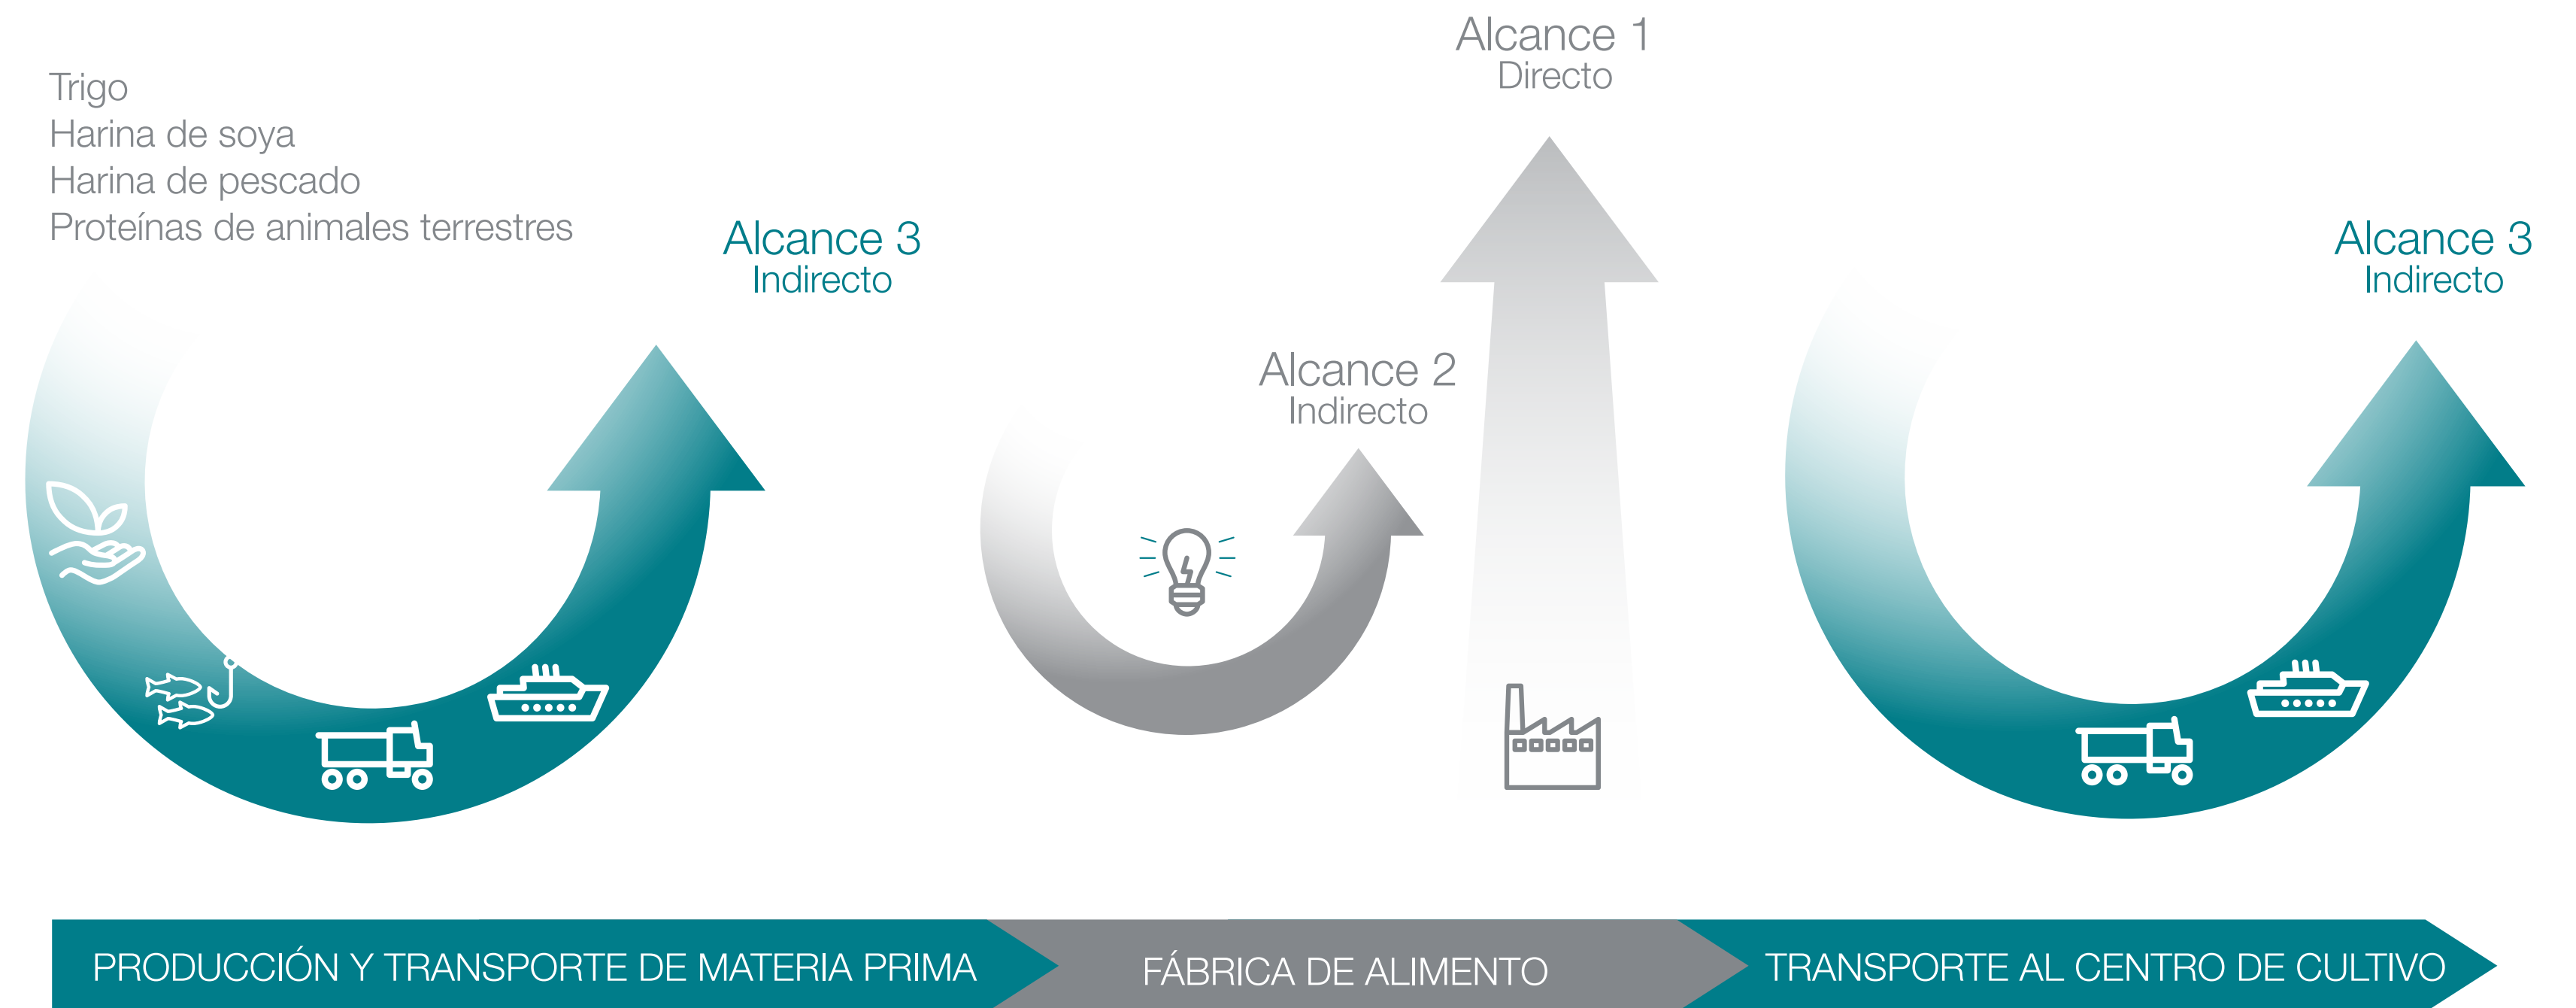 Trigo
Harina de soya
Harina de pescado
Proteínas de animales terrestres
Alcance 3
Indirecto
Alcance 2
Indirecto
Alcance 1
Directo
Alcance 3
Indirecto
PRODUCCIÓN Y TRANSPORTE DE MATERIA PRIMA
FÁBRICA DE ALIMENTO
TRANSPORTE AL CENTRO DE CULTIVO